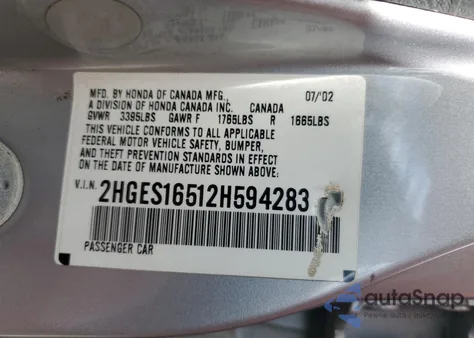 MFD. BY HONDA OF CANADA MFG., 07/02
A DIVISION OF HONDA CANADA INC. CANADA
GVWR 3395LBS GAWR F 1765LBS R 1665LBS
THIS VEHICLE CONFORMS TO ALL APPLICABLE
FEDERAL MOTOR VEHICLE SAFETY, BUMPER,
AND THEFT PREVENTION STANDARDS IN EFFECT
ON THE DATE OF MANUFACTURE SHOWN ABOVE.
V.I.N. 2HGES16512H594283
PASSENGER CAR
autoSnap